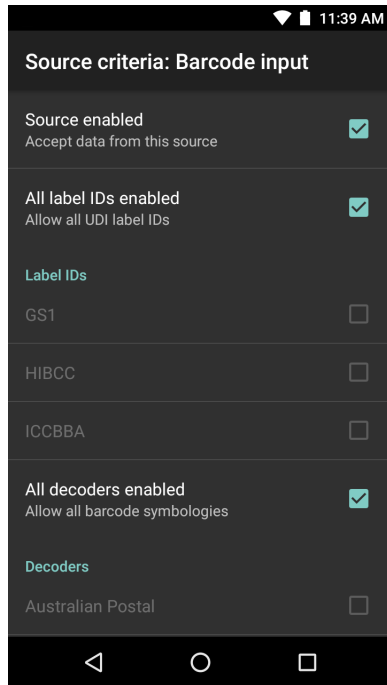 11:39 AM
Source criteria: Barcode input
Source enabled
Accept data from this source
All label IDs enabled
Allow all UDI label IDs
Label IDs
GS1
HIBCC
ICCBBA
All decoders enabled
Allow all barcode symbologies
Decoders
Australian Postal